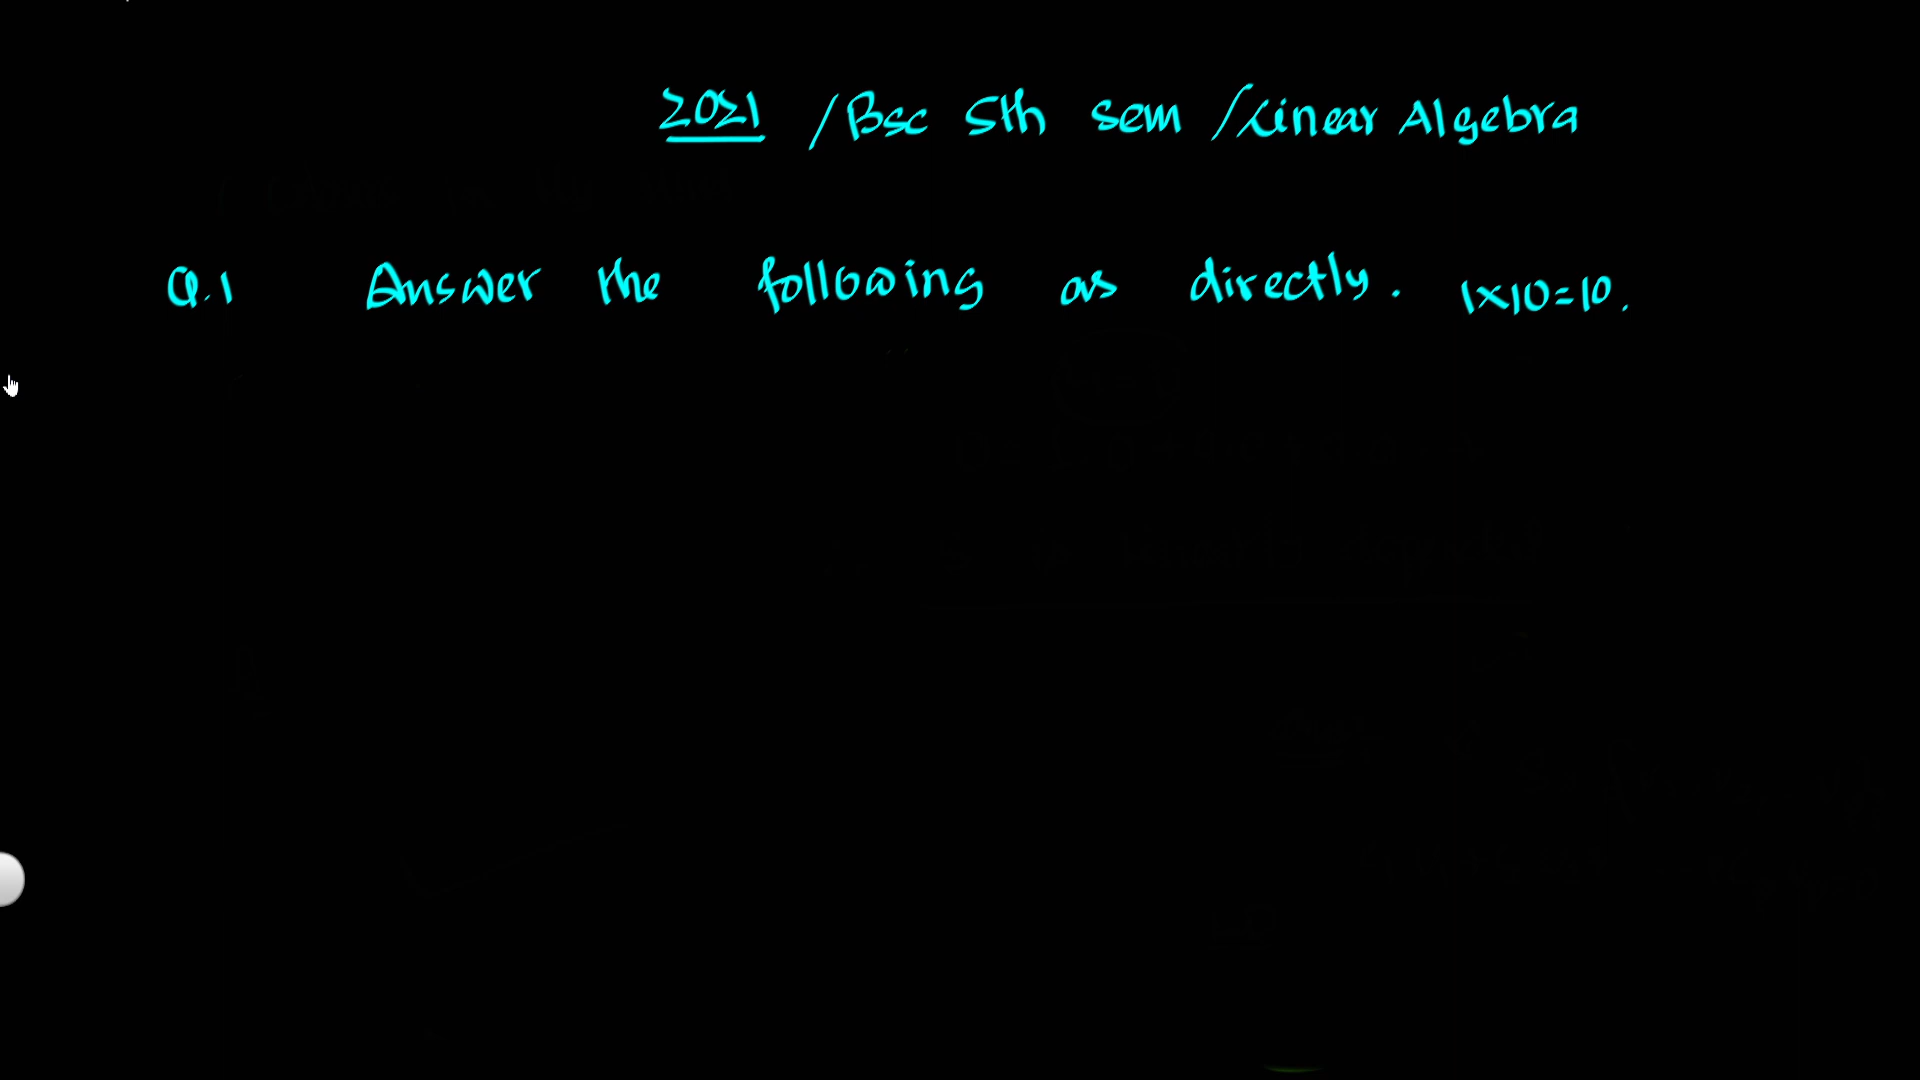 2021 /Bsc 5th sem /Linear Algebra
Q.1 Answer the following as directly. 1x10=10.